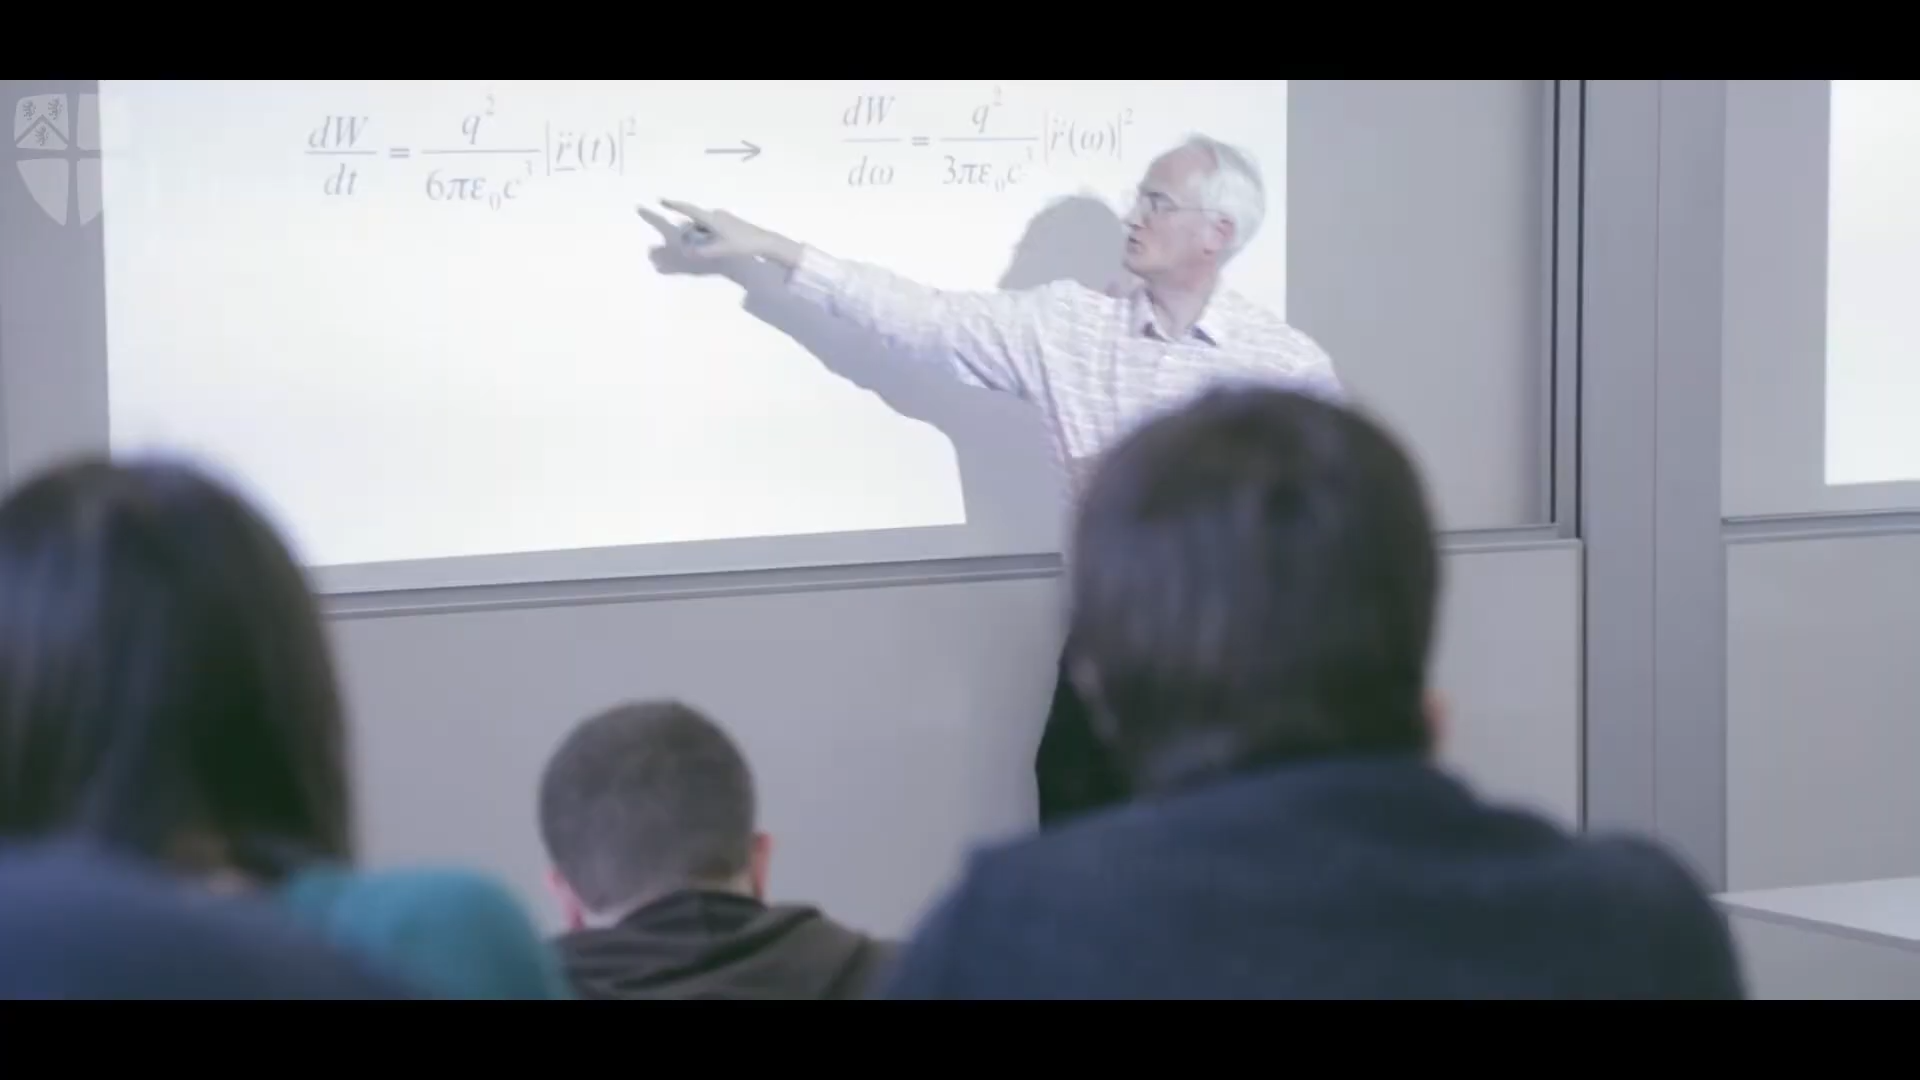 dW/dt = q²/6πε₀c³ |r̈(t)|² → dW/dω = q²/3πε₀c³ |r̈(ω)|²